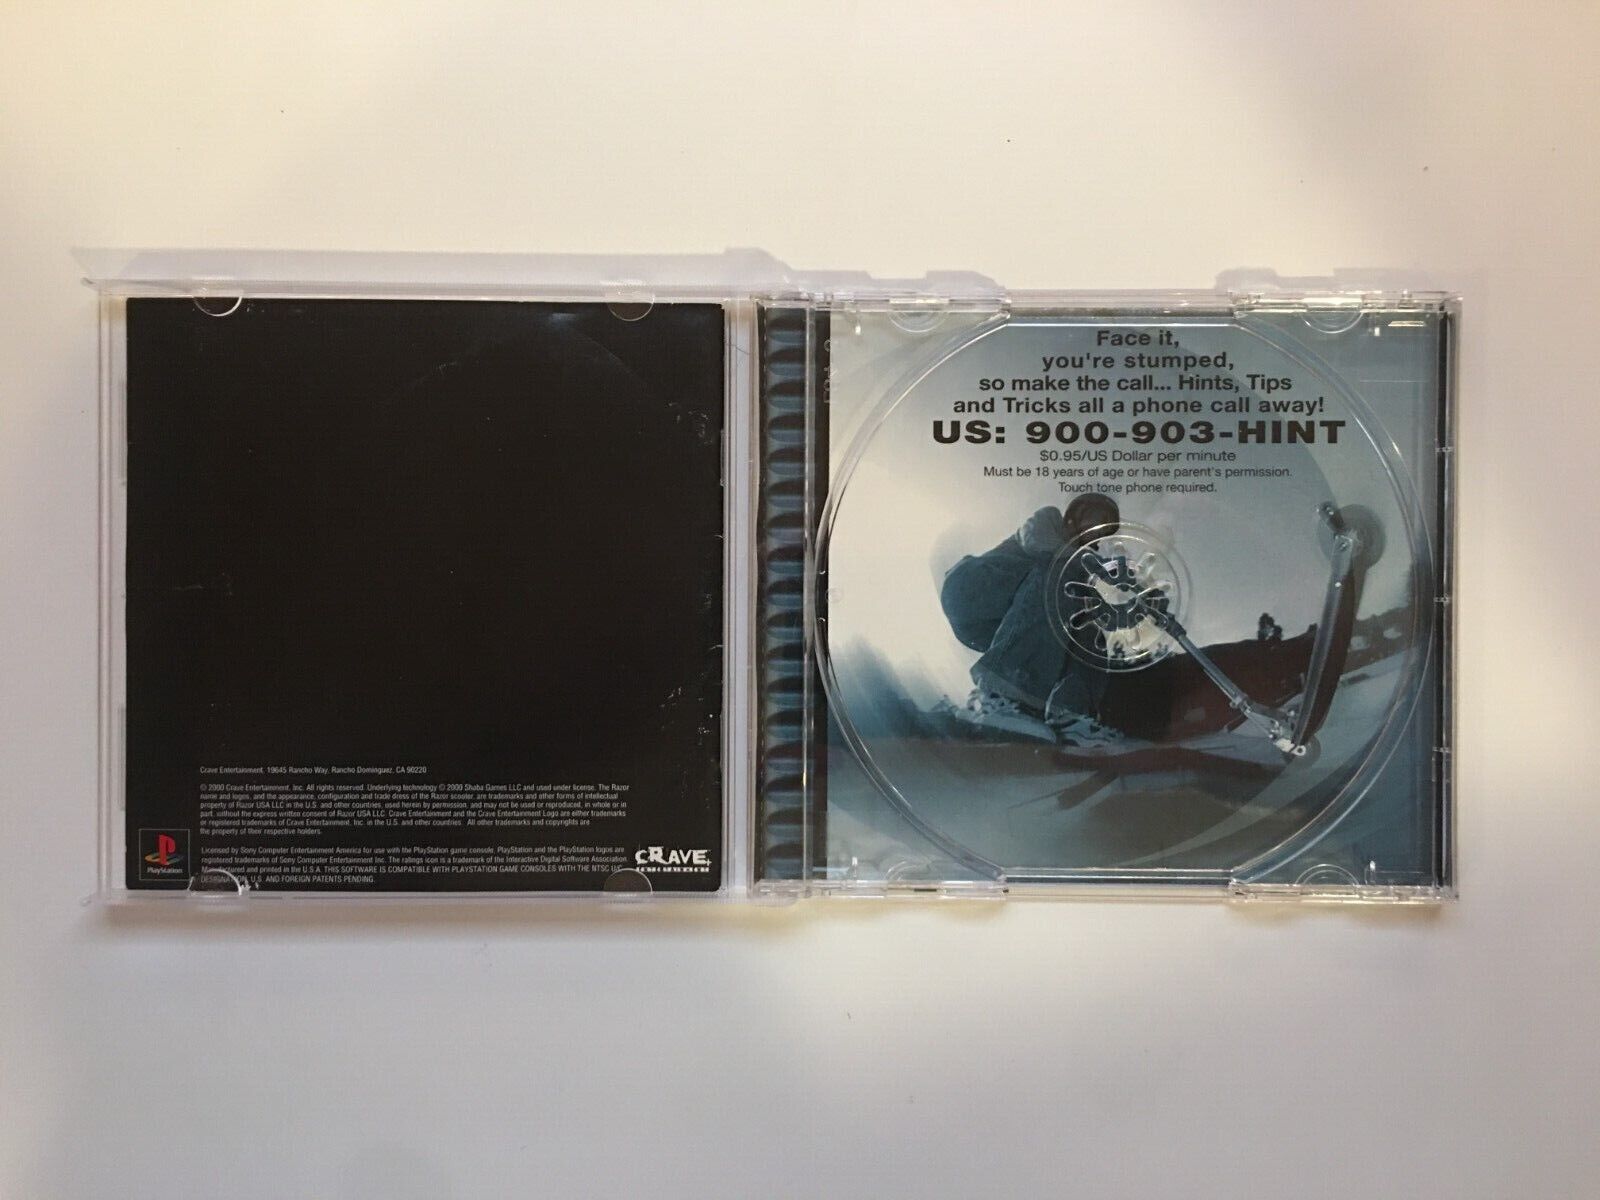 Crave Entertainment, 19645 Rancho Way, Rancho Dominguez, CA 90220
© 2000 Crave Entertainment, Inc. All rights reserved. Underlying technology © 2000 Shaba Games LLC and used under license. The Razor
name and logos, and the appearance, configuration and trade dress of the Razor scooter, are trademarks and other forms of intellectual
property of Razor USA LLC in the U.S. and other countries, used herein by permission, and may not be used or reproduced, in whole or in
part, without the express written consent of Razor USA LLC. Crave Entertainment and the Crave Entertainment Logo are either trademarks
or registered trademarks of Crave Entertainment, Inc. in the U.S. and other countries. All other trademarks and copyrights are
the property of their respective holders.
Licensed by Sony Computer Entertainment America for use with the PlayStation game console. PlayStation and the PlayStation logos are
registered trademarks of Sony Computer Entertainment Inc. The ratings icon is a trademark of the Interactive Digital Software Association.
Manufactured and printed in the U.S.A. THIS SOFTWARE IS COMPATIBLE WITH PLAYSTATION GAME CONSOLES WITH THE NTSC U/C
DESIGNATION. U.S. AND FOREIGN PATENTS PENDING.
PlayStation
CRAVE
ENTERTAINMENT
Face it,
you're stumped,
so make the call... Hints, Tips
and Tricks all a phone call away!
US: 900-903-HINT
$0.95/US Dollar per minute
Must be 18 years of age or have parent's permission.
Touch tone phone required.